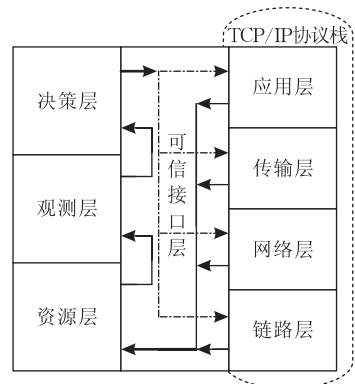 TCP/IP协议栈
决策层
观测层
资源层
可信接口层
应用层
传输层
网络层
链路层